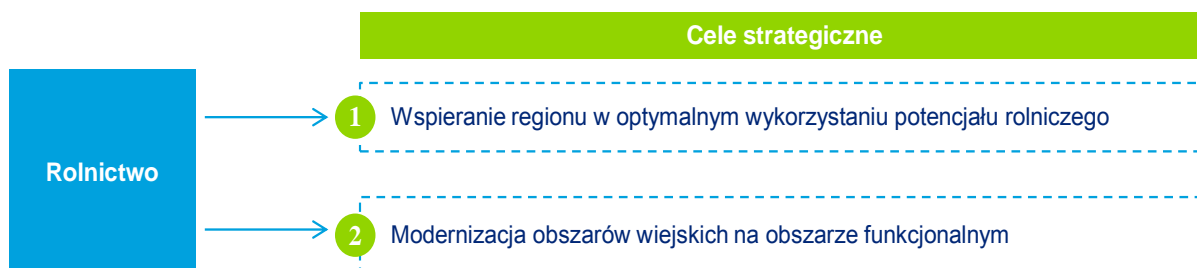 Cele strategiczne
Rolnictwo
1 Wspieranie regionu w optymalnym wykorzystaniu potencjału rolniczego
2 Modernizacja obszarów wiejskich na obszarze funkcjonalnym